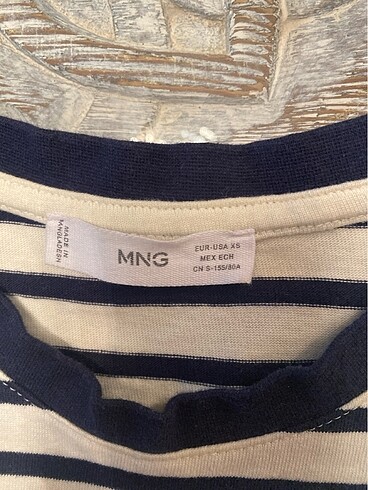 MADE IN
BANGLADESH
MNG
EUR-USA XS
MEX ECH
CN S-155/80A